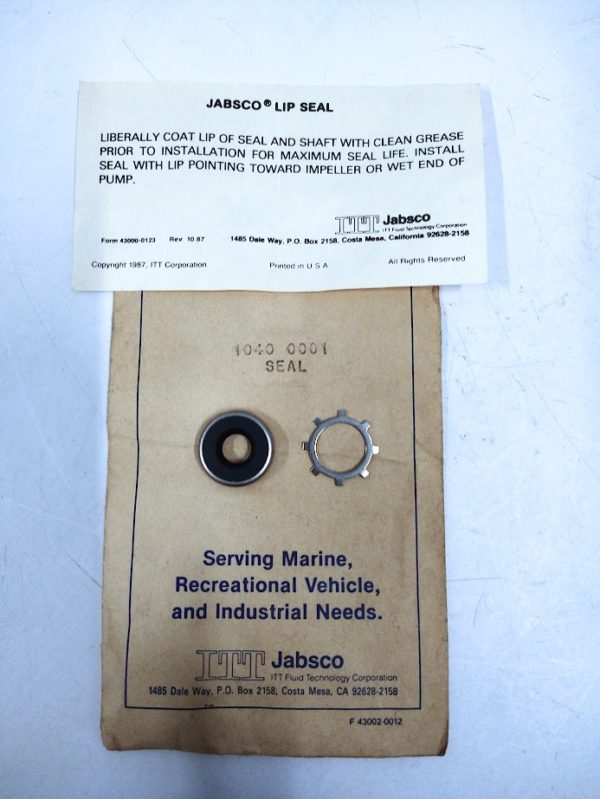 JABSCO® LIP SEAL
LIBERALLY COAT LIP OF SEAL AND SHAFT WITH CLEAN GREASE
PRIOR TO INSTALLATION FOR MAXIMUM SEAL LIFE. INSTALL
SEAL WITH LIP POINTING TOWARD IMPELLER OR WET END OF
PUMP.
ITT Jabsco
ITT Fluid Technology Corporation
Form 43000-0123 Rev. 10 87 1485 Dale Way, P.O. Box 2158, Costa Mesa, California 92628-2158
Copyright 1987, ITT Corporation Printed in U S A All Rights Reserved
1040 0001
SEAL
Serving Marine,
Recreational Vehicle,
and Industrial Needs.
ITT Jabsco
ITT Fluid Technology Corporation
1485 Dale Way, P.O. Box 2158, Costa Mesa, CA 92628-2158
F 43002-0012